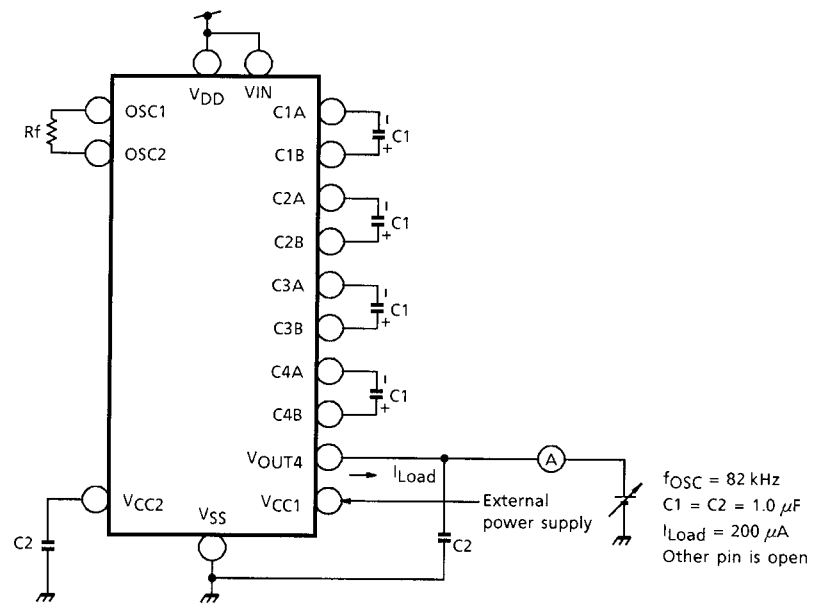 VDD VIN
OSC1
OSC2
Rf
C1A
C1B
C1
+
C2A
C2B
C1
+
C3A
C3B
C1
+
C4A
C4B
C1
+
VOUT4
ILoad
A
VCC2
VSS
VCC1
External
power supply
C2
C2
fOSC = 82 kHz
C1 = C2 = 1.0 μF
ILoad = 200 μA
Other pin is open